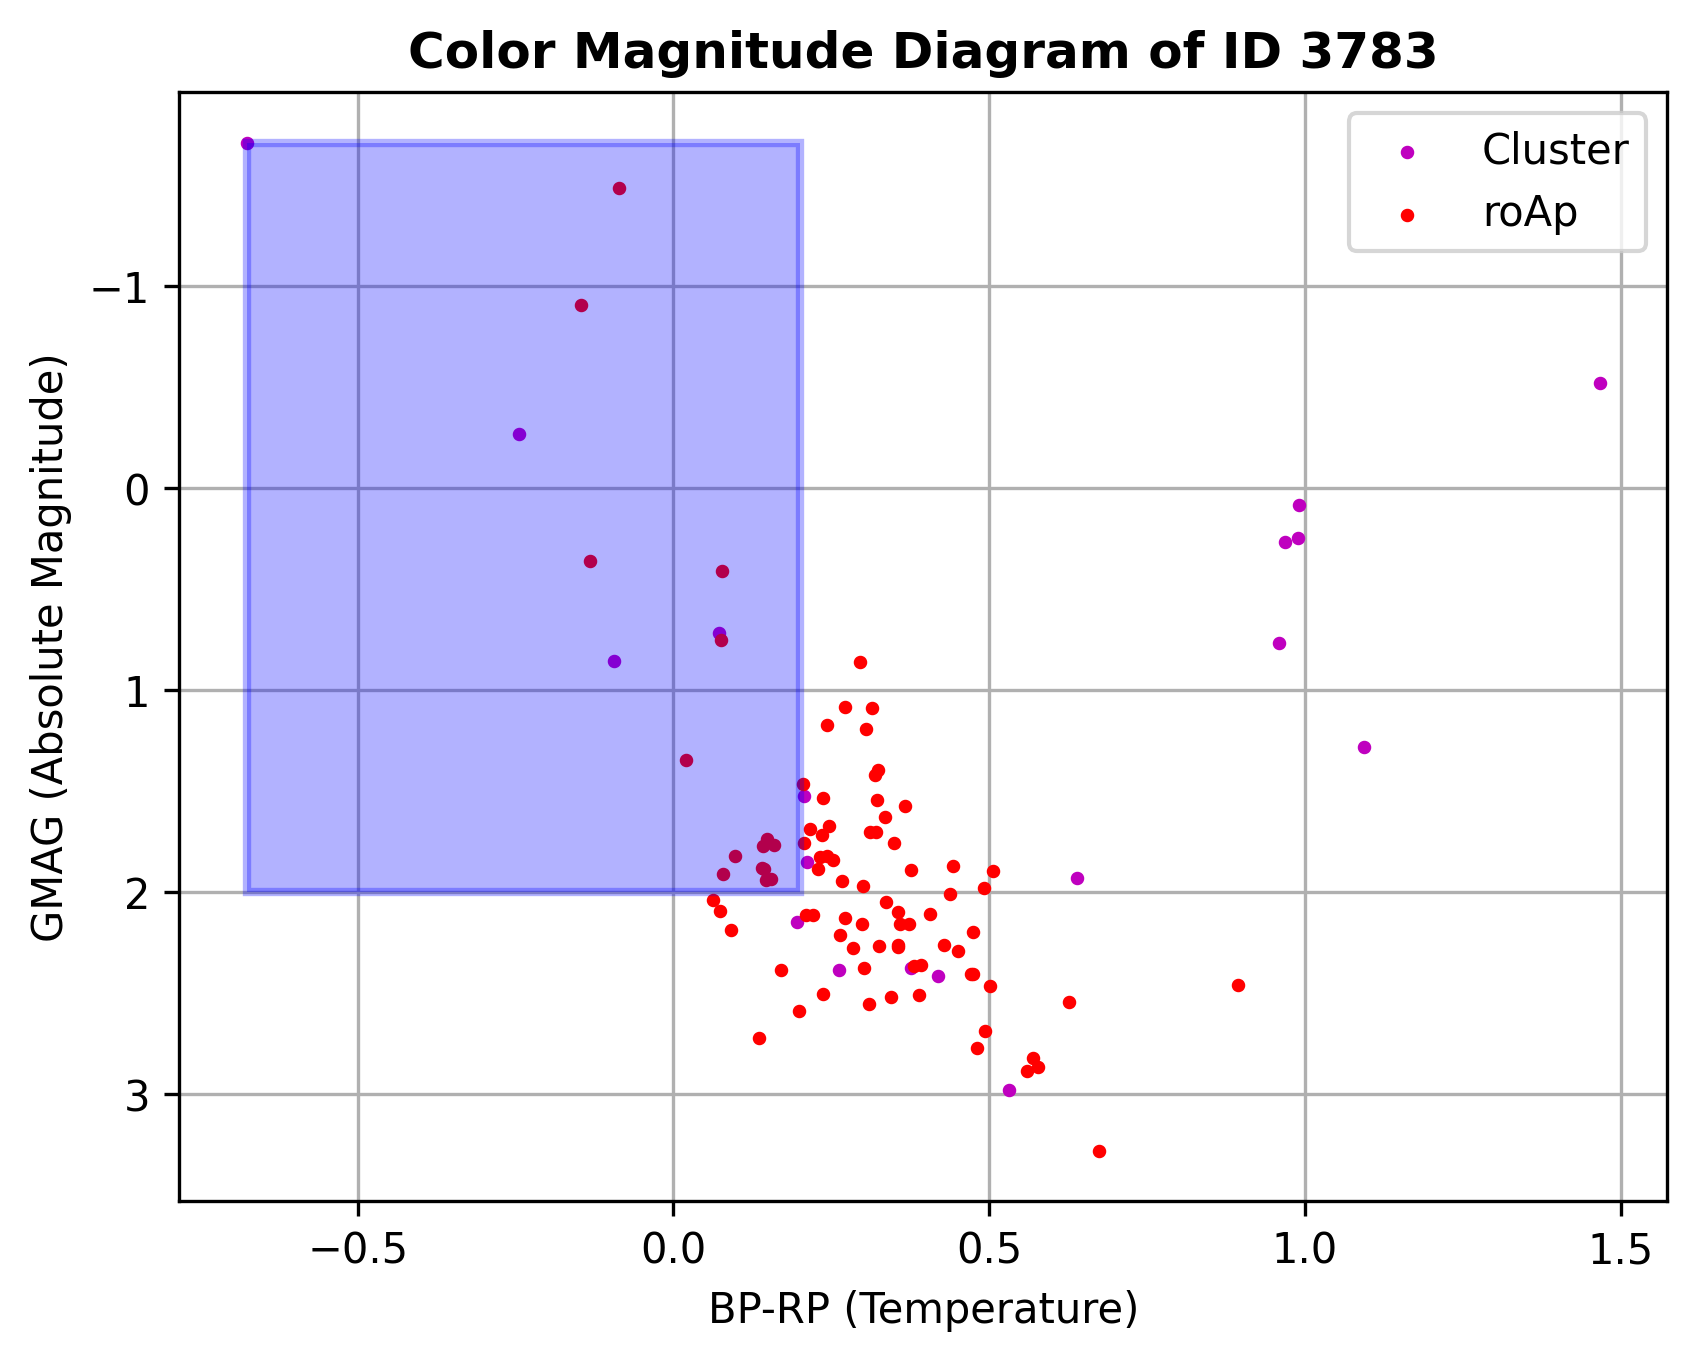 Color Magnitude Diagram of ID 3783
Cluster
roAp
GMAG (Absolute Magnitude)
−1
0
1
2
3
−0.5 0.0 0.5 1.0 1.5
BP-RP (Temperature)